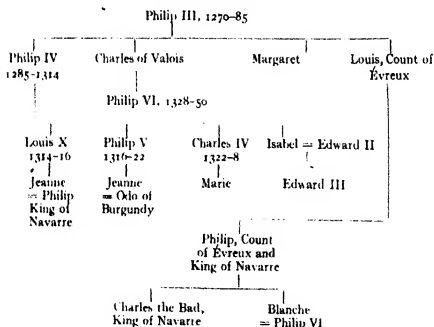 Philip III, 1270–85
Philip IV
1285-1314
Charles of Valois
Margaret
Louis, Count of
Évreux
Philip VI, 1328-50
Louis X
1314-16
Philip V
1316-22
Charles IV
1322-8
Isabel = Edward II
Jeanne
= Philip
King of
Navarre
Jeanne
= Odo of
Burgundy
Marie
Edward III
Philip, Count
of Évreux and
King of Navarre
Charles the Bad,
King of Navarre
Blanche
= Philip VI